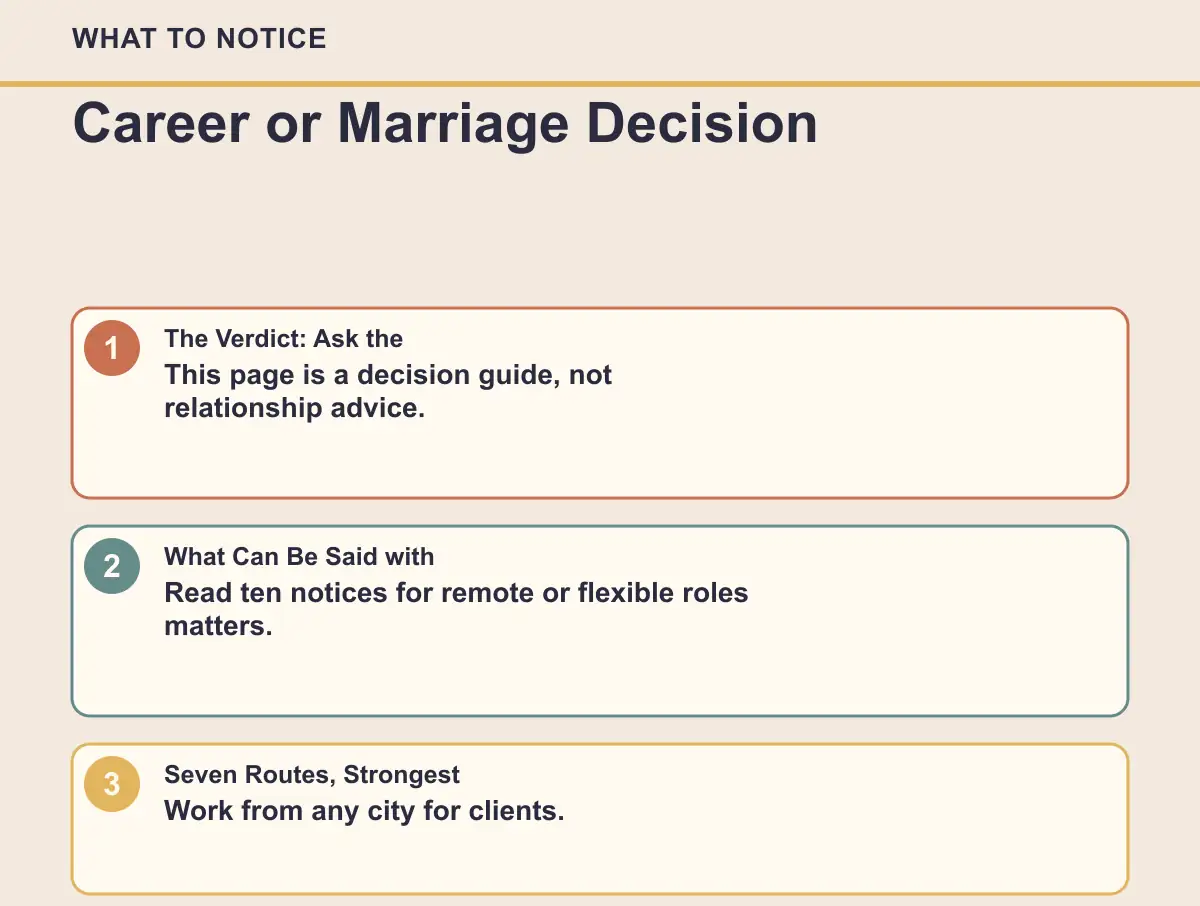 WHAT TO NOTICE
Career or Marriage Decision
1
The Verdict: Ask the
This page is a decision guide, not
relationship advice.
2
What Can Be Said with
Read ten notices for remote or flexible roles
matters.
3
Seven Routes, Strongest
Work from any city for clients.